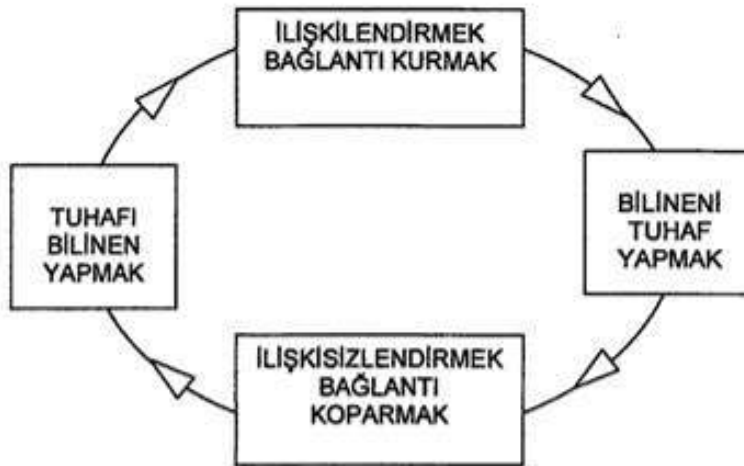 İLİŞKİLENDİRMEK
BAĞLANTI KURMAK
TUHAFI
BİLİNEN
YAPMAK
BİLİNENİ
TUHAF
YAPMAK
İLİŞKİSİZLENDİRMEK
BAĞLANTI
KOPARMAK